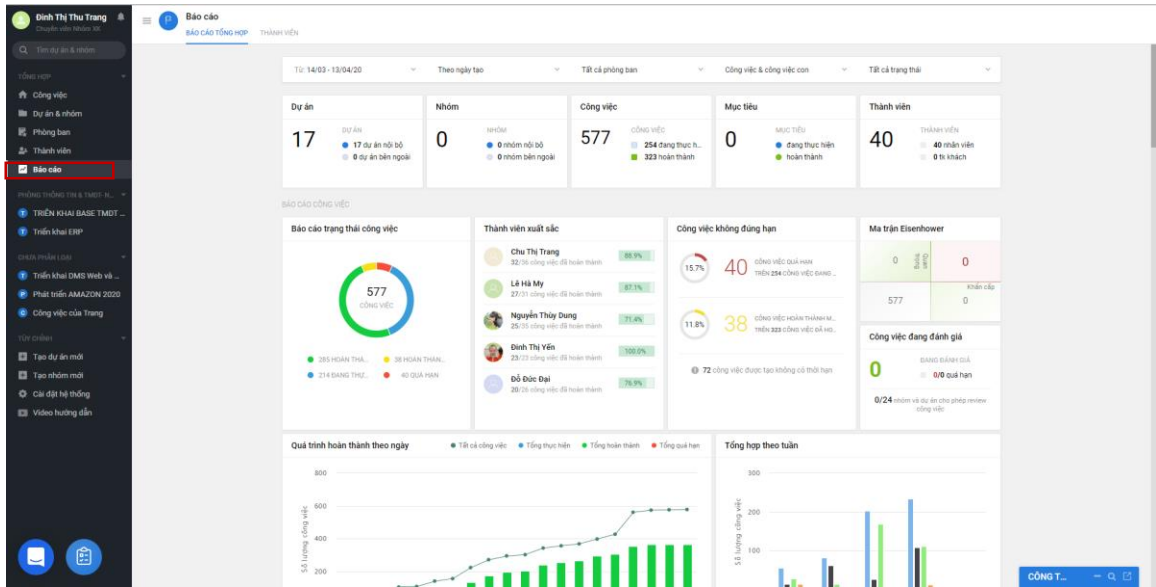 Đinh Thị Thu Trang
Chuyên viên Nhóm XK
Tìm dự án & nhóm
TỔNG HỢP
Công việc
Dự án & nhóm
Phòng ban
Thành viên
Báo cáo
PHÒNG THÔNG TIN & TMDT- N...
TRIỂN KHAI BASE TMDT ...
Triển khai ERP
CHƯA PHÂN LOẠI
Triển khai DMS Web và ...
Phát triển AMAZON 2020
Công việc của Trang
TÙY CHỈNH
Tạo dự án mới
Tạo nhóm mới
Cài đặt hệ thống
Video hướng dẫn
Báo cáo
BÁO CÁO TỔNG HỢP THÀNH VIÊN
Từ: 14/03 - 13/04/20 Theo ngày tạo Tất cả phòng ban Công việc & công việc con Tất cả trạng thái
Dự án
17
DỰ ÁN
17 dự án nội bộ
0 dự án bên ngoài
Nhóm
0
NHÓM
0 nhóm nội bộ
0 nhóm bên ngoài
Công việc
577
CÔNG VIỆC
254 đang thực h...
323 hoàn thành
Mục tiêu
0
MỤC TIÊU
đang thực hiện
hoàn thành
Thành viên
40
THÀNH VIÊN
40 nhân viên
0 tk khách
BÁO CÁO CÔNG VIỆC
Báo cáo trạng thái công việc
577
CÔNG VIỆC
285 HOÀN THÀ... 38 HOÀN THÀN...
214 ĐANG THỰ... 40 QUÁ HẠN
Thành viên xuất sắc
Chu Thị Trang
32/36 công việc đã hoàn thành
88.9%
Lê Hà My
27/31 công việc đã hoàn thành
87.1%
Nguyễn Thùy Dung
25/35 công việc đã hoàn thành
71.4%
Đinh Thị Yến
23/23 công việc đã hoàn thành
100.0%
Đỗ Đức Đại
20/26 công việc đã hoàn thành
76.9%
Công việc không đúng hạn
15.7%
40
CÔNG VIỆC QUÁ HẠN
TRÊN 254 CÔNG VIỆC ĐANG ...
11.8%
38
CÔNG VIỆC HOÀN THÀNH M...
TRÊN 323 CÔNG VIỆC ĐÃ HO...
72 công việc được tạo không có thời hạn
Ma trận Eisenhower
0 Quan trọng 0
Khẩn cấp
577 0
Công việc đang đánh giá
0
ĐANG ĐÁNH GIÁ
0/0 quá hạn
0/24 nhóm và dự án cho phép review
công việc
Quá trình hoàn thành theo ngày
Tất cả công việc Tổng thực hiện Tổng hoàn thành Tổng quá hạn
Số lượng công việc
800
600
400
200
Tổng hợp theo tuần
Số lượng công việc
300
200
100
CÔNG T...